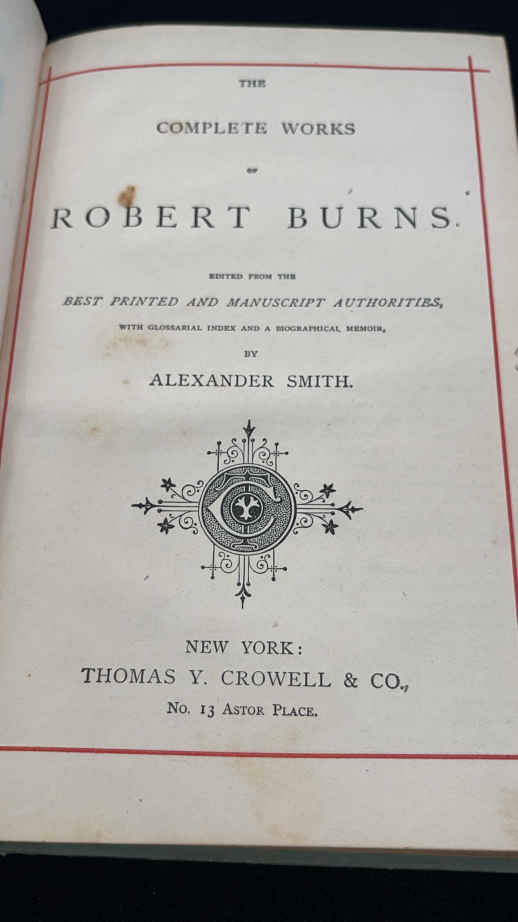 THE
COMPLETE WORKS
OF
ROBERT BURNS.
EDITED FROM THE
BEST PRINTED AND MANUSCRIPT AUTHORITIES,
WITH GLOSSARIAL INDEX AND A BIOGRAPHICAL MEMOIR,
BY
ALEXANDER SMITH.
NEW YORK:
THOMAS Y. CROWELL & CO.,
No. 13 Astor Place.